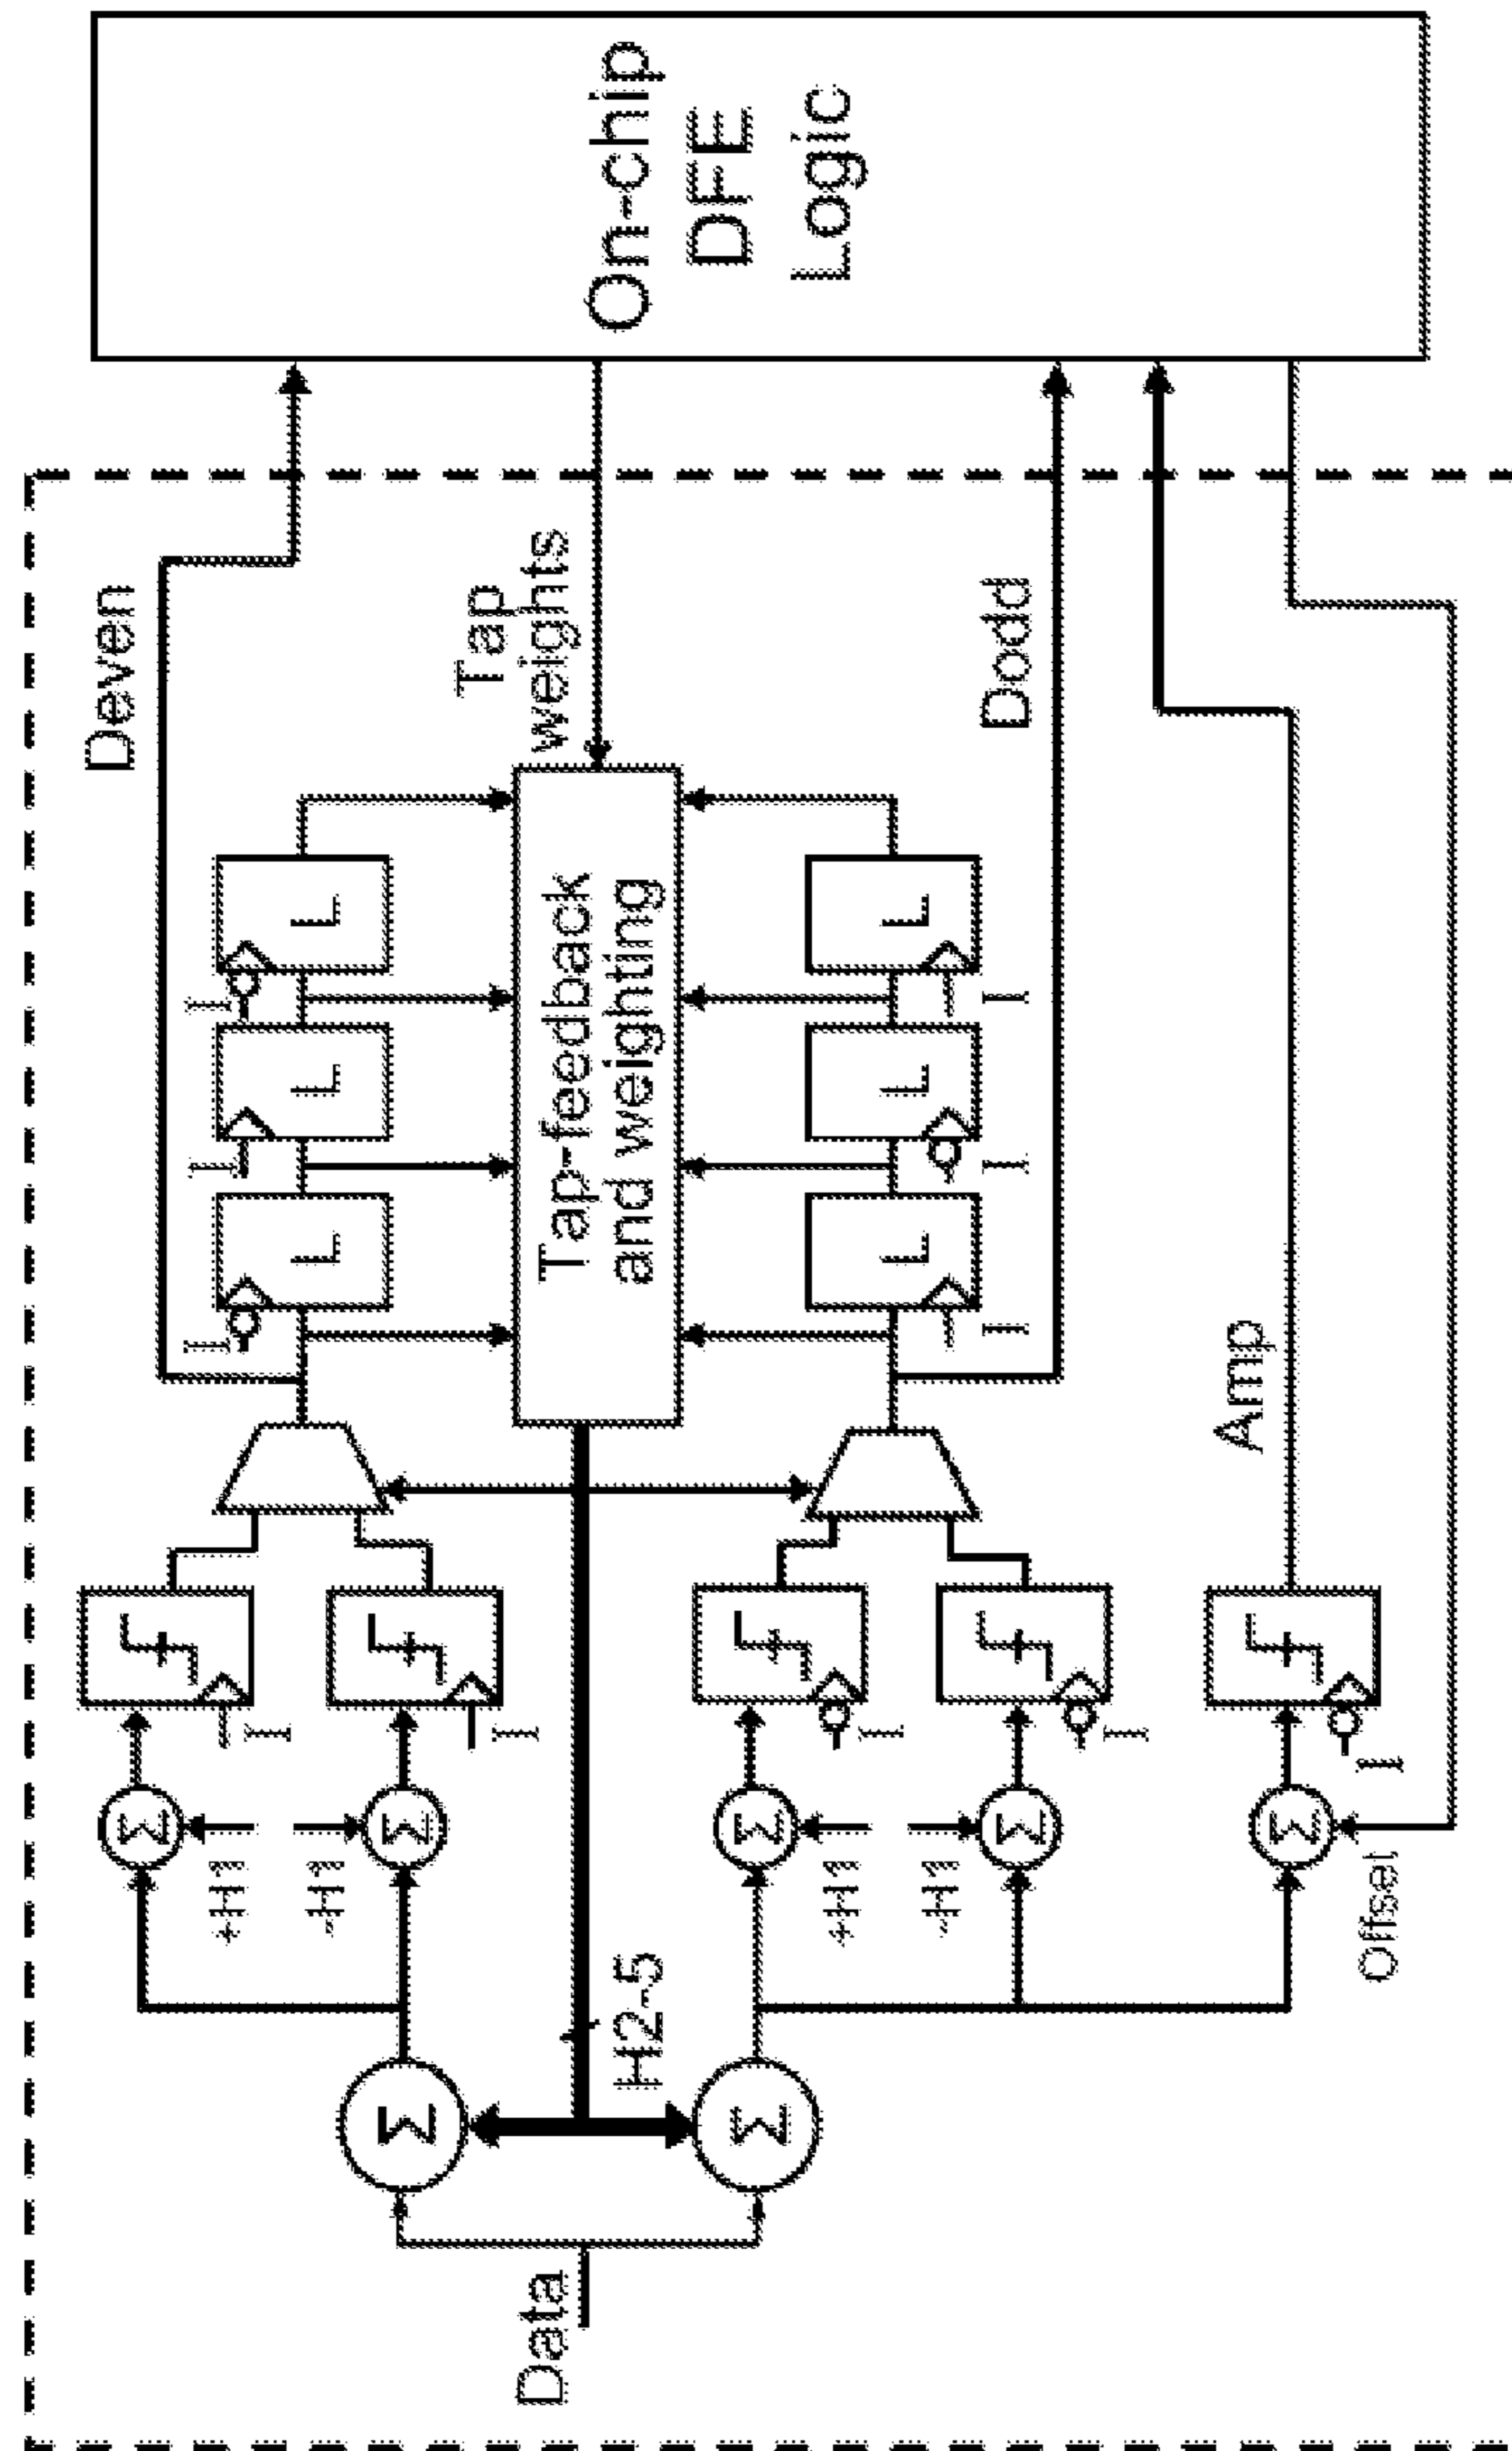 Data
H2-5
+H1
-H1
I
I
Deven
L
L
L
I
I
I
Tap-feedback
and weighting
Tap
weights
On-chip
DFE
Logic
+H1
-H1
I
I
L
L
L
I
I
I
Dodd
Offset
I
Amp
Σ
Σ
Σ
Σ
Σ
Σ
Σ